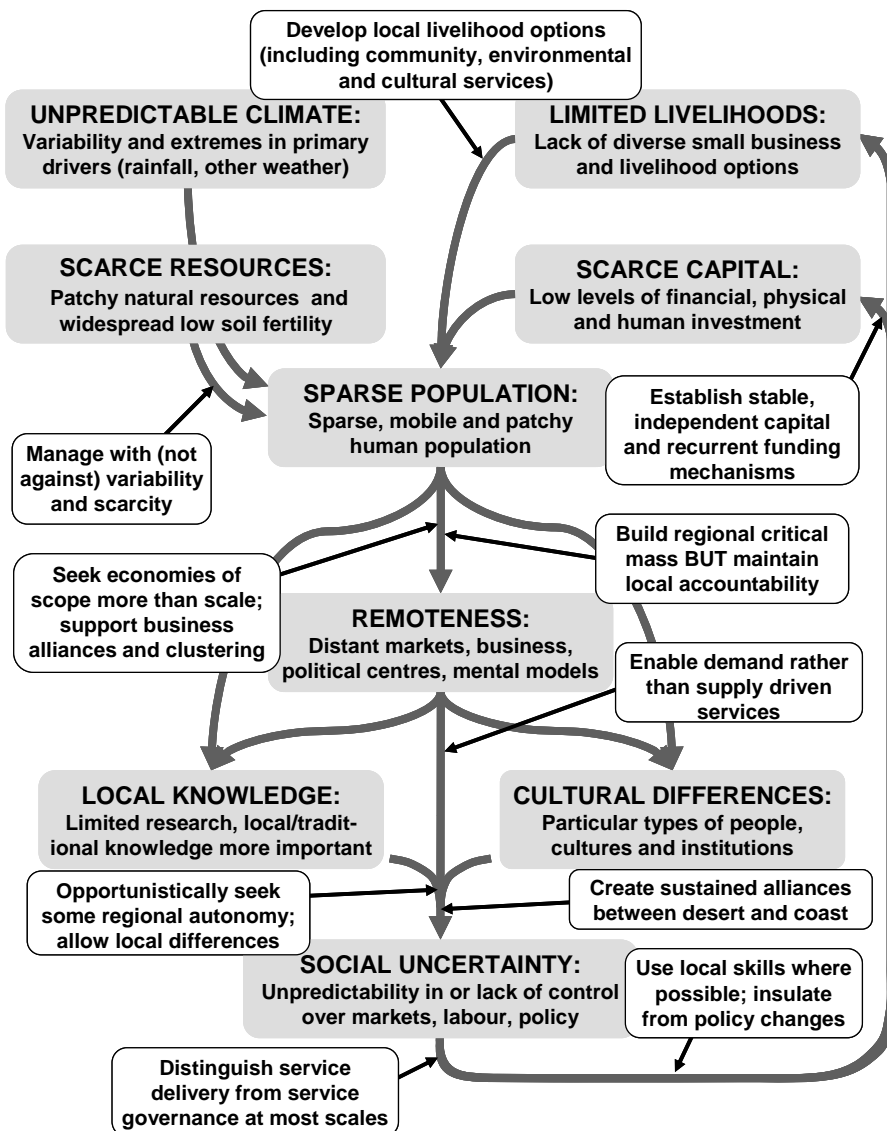 Develop local livelihood options
(including community, environmental
and cultural services)
UNPREDICTABLE CLIMATE:
Variability and extremes in primary
drivers (rainfall, other weather)
LIMITED LIVELIHOODS:
Lack of diverse small business
and livelihood options
SCARCE RESOURCES:
Patchy natural resources and
widespread low soil fertility
SCARCE CAPITAL:
Low levels of financial, physical
and human investment
SPARSE POPULATION:
Sparse, mobile and patchy
human population
Establish stable,
independent capital
and recurrent funding
mechanisms
Manage with (not
against) variability
and scarcity
Build regional critical
mass BUT maintain
local accountability
Seek economies of
scope more than scale;
support business
alliances and clustering
REMOTENESS:
Distant markets, business,
political centres, mental models
Enable demand rather
than supply driven
services
LOCAL KNOWLEDGE:
Limited research, local/tradit-
ional knowledge more important
CULTURAL DIFFERENCES:
Particular types of people,
cultures and institutions
Opportunistically seek
some regional autonomy;
allow local differences
Create sustained alliances
between desert and coast
SOCIAL UNCERTAINTY:
Unpredictability in or lack of control
over markets, labour, policy
Use local skills where
possible; insulate
from policy changes
Distinguish service
delivery from service
governance at most scales